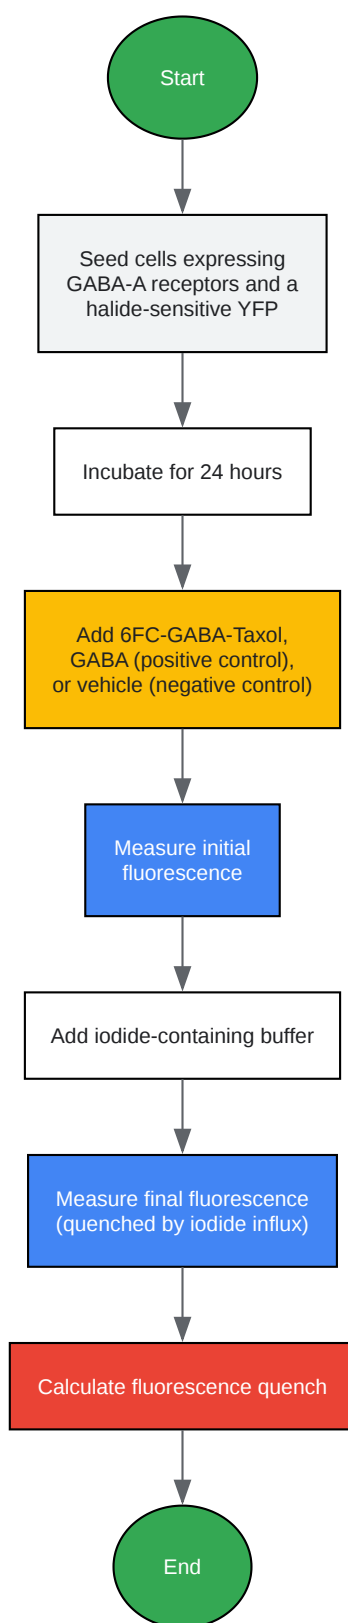 Start
Seed cells expressing
GABA-A receptors and a
halide-sensitive YFP
Incubate for 24 hours
Add 6FC-GABA-Taxol,
GABA (positive control),
or vehicle (negative control)
Measure initial
fluorescence
Add iodide-containing buffer
Measure final fluorescence
(quenched by iodide influx)
Calculate fluorescence quench
End